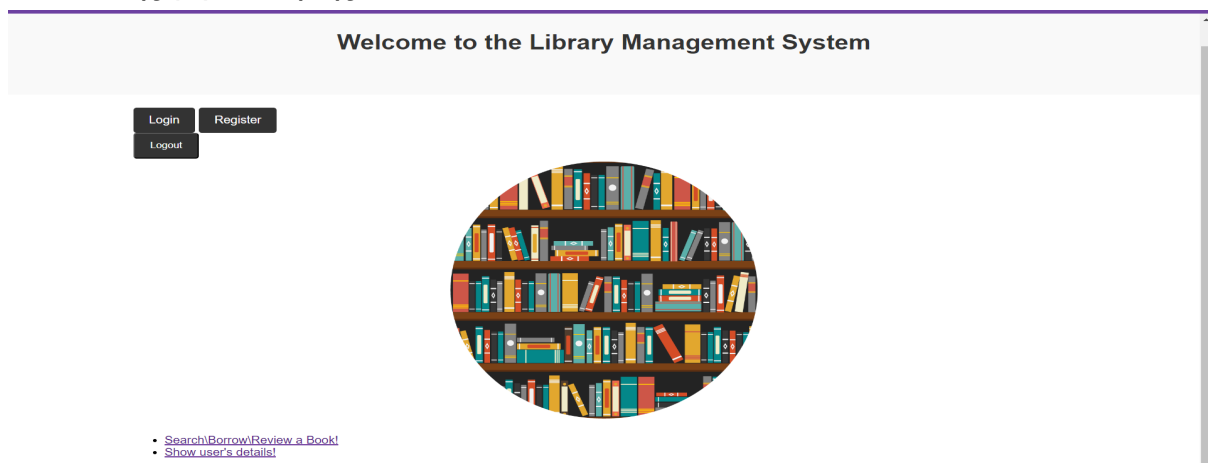 Welcome to the Library Management System
Login Register
Logout
Search\Borrow\Review a Book!
Show user's details!